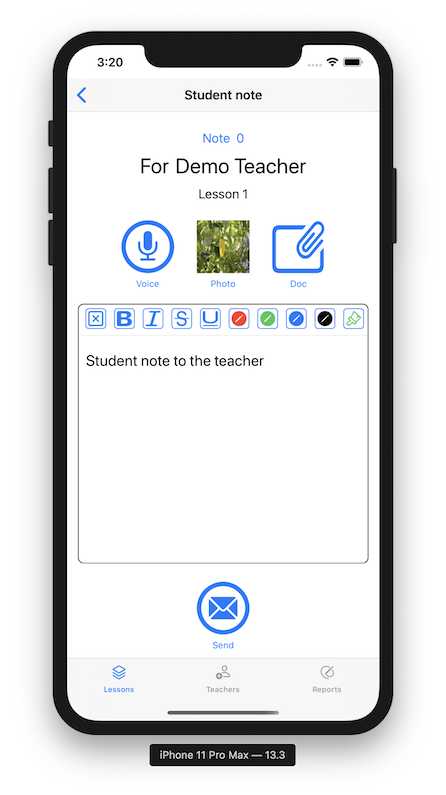 3:20
Student note
Note 0
For Demo Teacher
Lesson 1
Voice Photo Doc
B I S U
Student note to the teacher
Send
Lessons Teachers Reports
iPhone 11 Pro Max — 13.3